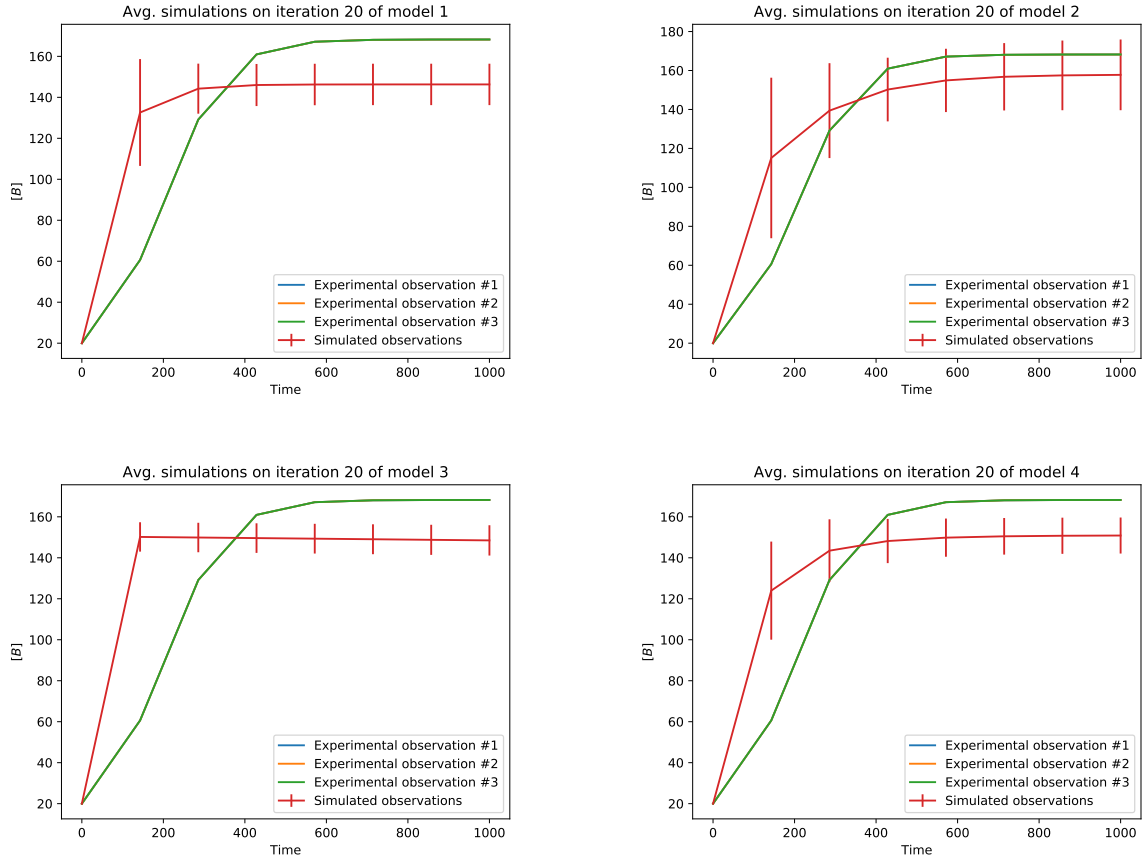 Avg. simulations on iteration 20 of model 1
160
140
120
100
80
60
40
20
[B]
0
200
400
600
800
1000
Time
Experimental observation #1
Experimental observation #2
Experimental observation #3
Simulated observations
Avg. simulations on iteration 20 of model 2
180
160
140
120
100
80
60
40
20
[B]
0
200
400
600
800
1000
Time
Experimental observation #1
Experimental observation #2
Experimental observation #3
Simulated observations
Avg. simulations on iteration 20 of model 3
160
140
120
100
80
60
40
20
[B]
0
200
400
600
800
1000
Time
Experimental observation #1
Experimental observation #2
Experimental observation #3
Simulated observations
Avg. simulations on iteration 20 of model 4
160
140
120
100
80
60
40
20
[B]
0
200
400
600
800
1000
Time
Experimental observation #1
Experimental observation #2
Experimental observation #3
Simulated observations